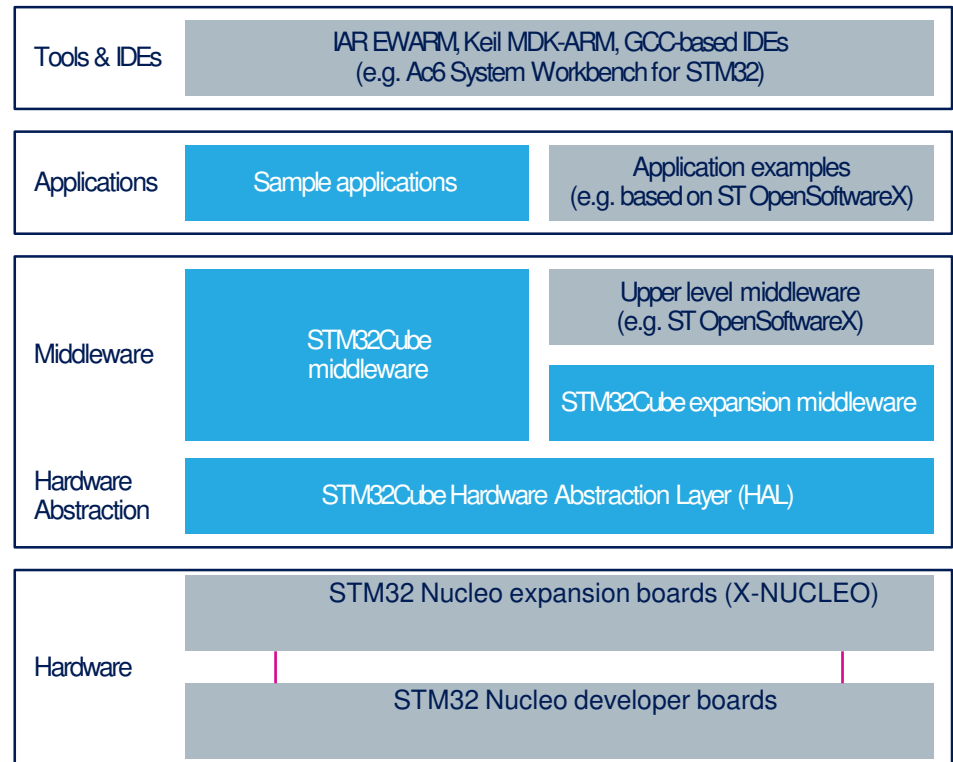 Tools & IDEs
IAR EWARM, Keil MDK-ARM, GCC-based IDEs
(e.g. Ac6 System Workbench for STM32)
Applications
Sample applications
Application examples
(e.g. based on ST OpenSoftwareX)
Middleware
STM32Cube
middleware
Upper level middleware
(e.g. ST OpenSoftwareX)
STM32Cube expansion middleware
Hardware
Abstraction
STM32Cube Hardware Abstraction Layer (HAL)
Hardware
STM32 Nucleo expansion boards (X-NUCLEO)
STM32 Nucleo developer boards